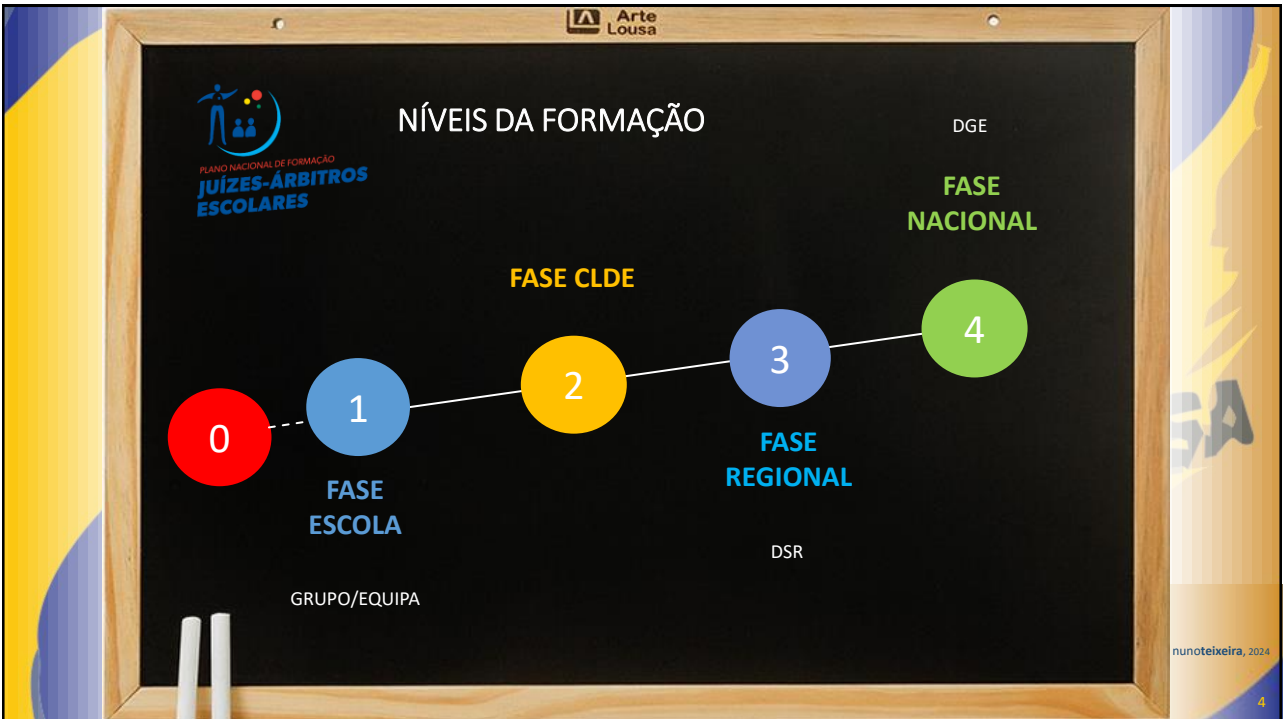 Arte
Lousa
PLANO NACIONAL DE FORMAÇÃO
JUÍZES-ÁRBITROS
ESCOLARES
NÍVEIS DA FORMAÇÃO
DGE
FASE
NACIONAL
FASE CLDE
4
3
2
1
0
FASE
REGIONAL
FASE
ESCOLA
DSR
GRUPO/EQUIPA
nunoteixeira, 2024
4